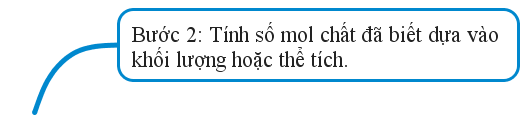 Bước 2: Tính số mol chất đã biết dựa vào
khối lượng hoặc thể tích.